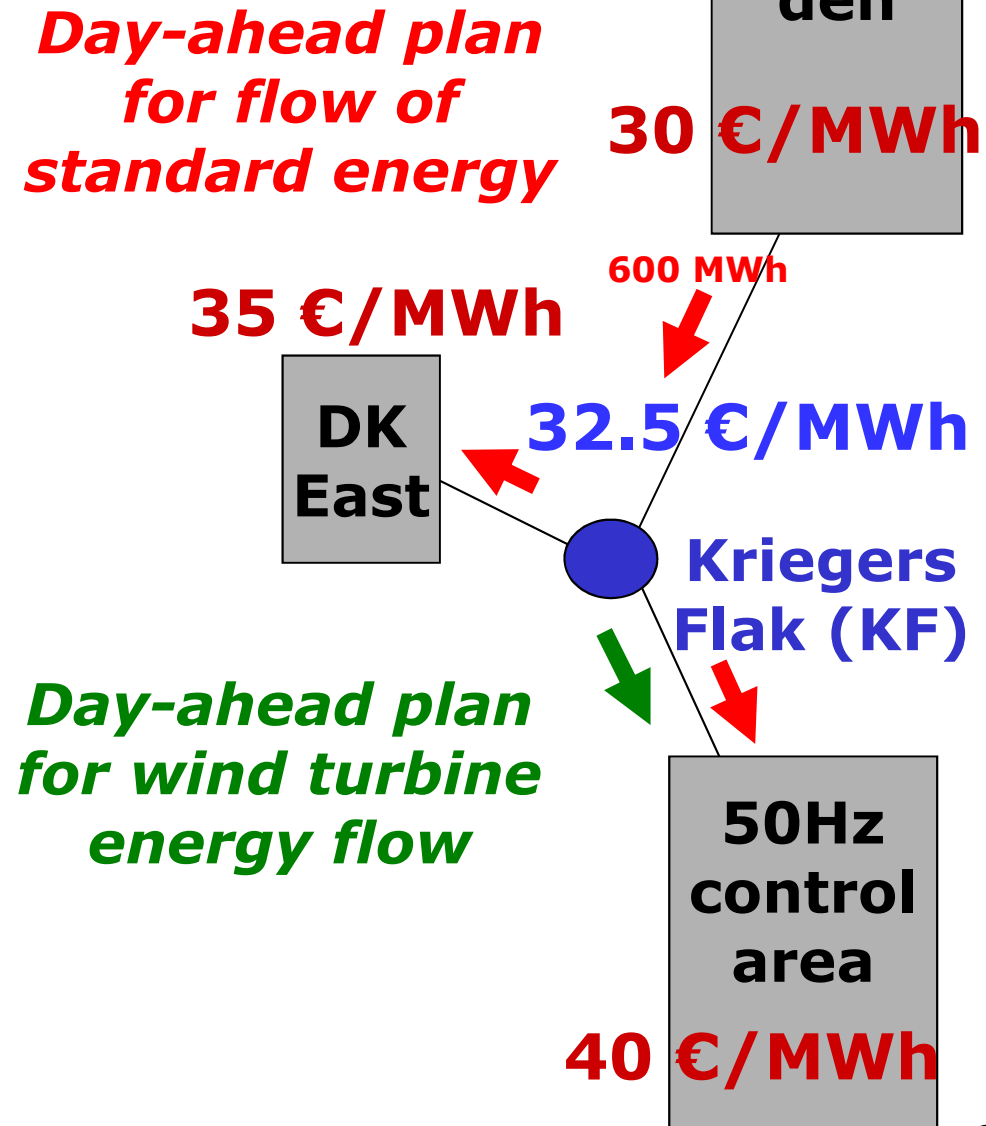 Day-ahead plan
for flow of
standard energy
den
30 €/MWh
600 MWh
35 €/MWh
DK
East
32.5 €/MWh
Kriegers
Flak (KF)
Day-ahead plan
for wind turbine
energy flow
50Hz
control
area
40 €/MWh